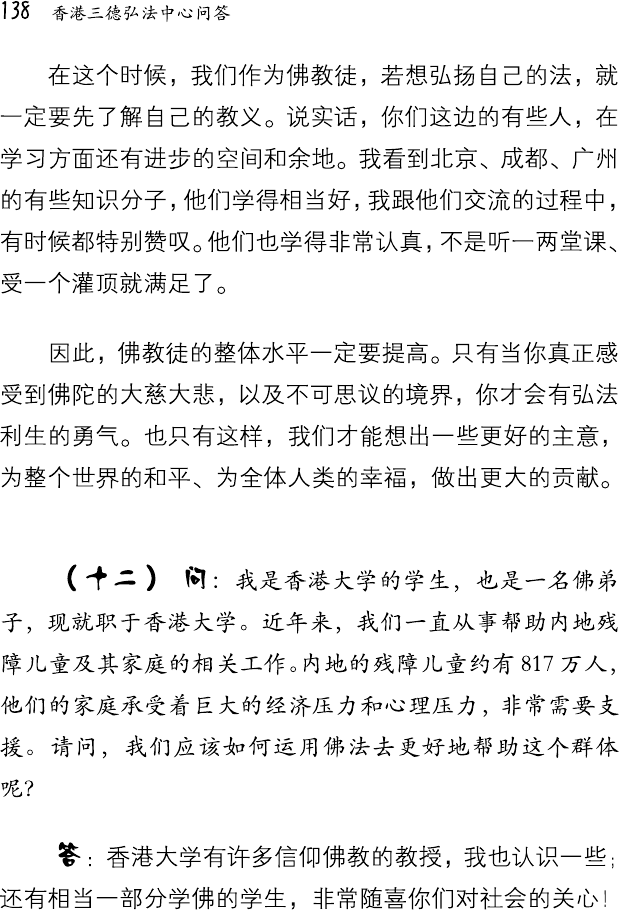 138 香港三德弘法中心问答
在这个时候，我们作为佛教徒，若想弘扬自己的法，就
一定要先了解自己的教义。说实话，你们这边的有些人，在
学习方面还有进步的空间和余地。我看到北京、成都、广州
的有些知识分子，他们学得相当好，我跟他们交流的过程中，
有时候都特别赞叹。他们也学得非常认真，不是听一两堂课、
受一个灌顶就满足了。
因此，佛教徒的整体水平一定要提高。只有当你真正感
受到佛陀的大慈大悲，以及不可思议的境界，你才会有弘法
利生的勇气。也只有这样，我们才能想出一些更好的主意，
为整个世界的和平、为全体人类的幸福，做出更大的贡献。
（十二） 问：我是香港大学的学生，也是一名佛弟
子，现就职于香港大学。近年来，我们一直从事帮助内地残
障儿童及其家庭的相关工作。内地的残障儿童约有817万人，
他们的家庭承受着巨大的经济压力和心理压力，非常需要支
援。请问，我们应该如何运用佛法去更好地帮助这个群体
呢？
答：香港大学有许多信仰佛教的教授，我也认识一些；
还有相当一部分学佛的学生，非常随喜你们对社会的关心！